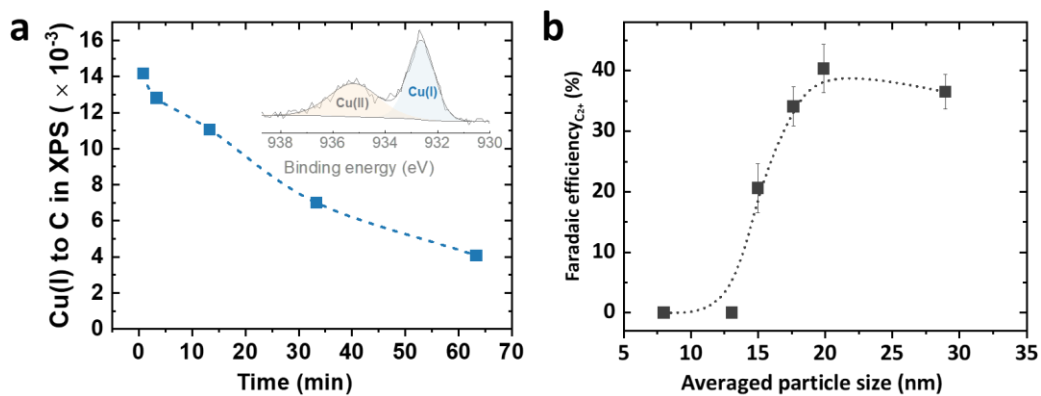 a
Cu(I) to C in XPS ( × 10⁻³)
16
14
12
10
8
6
4
2
0
0 10 20 30 40 50 60 70
Time (min)
Cu(II)
Cu(I)
938 936 934 932 930
Binding energy (eV)
b
Faradaic efficiency_C₂₊ (%)
40
30
20
10
0
5 10 15 20 25 30 35
Averaged particle size (nm)